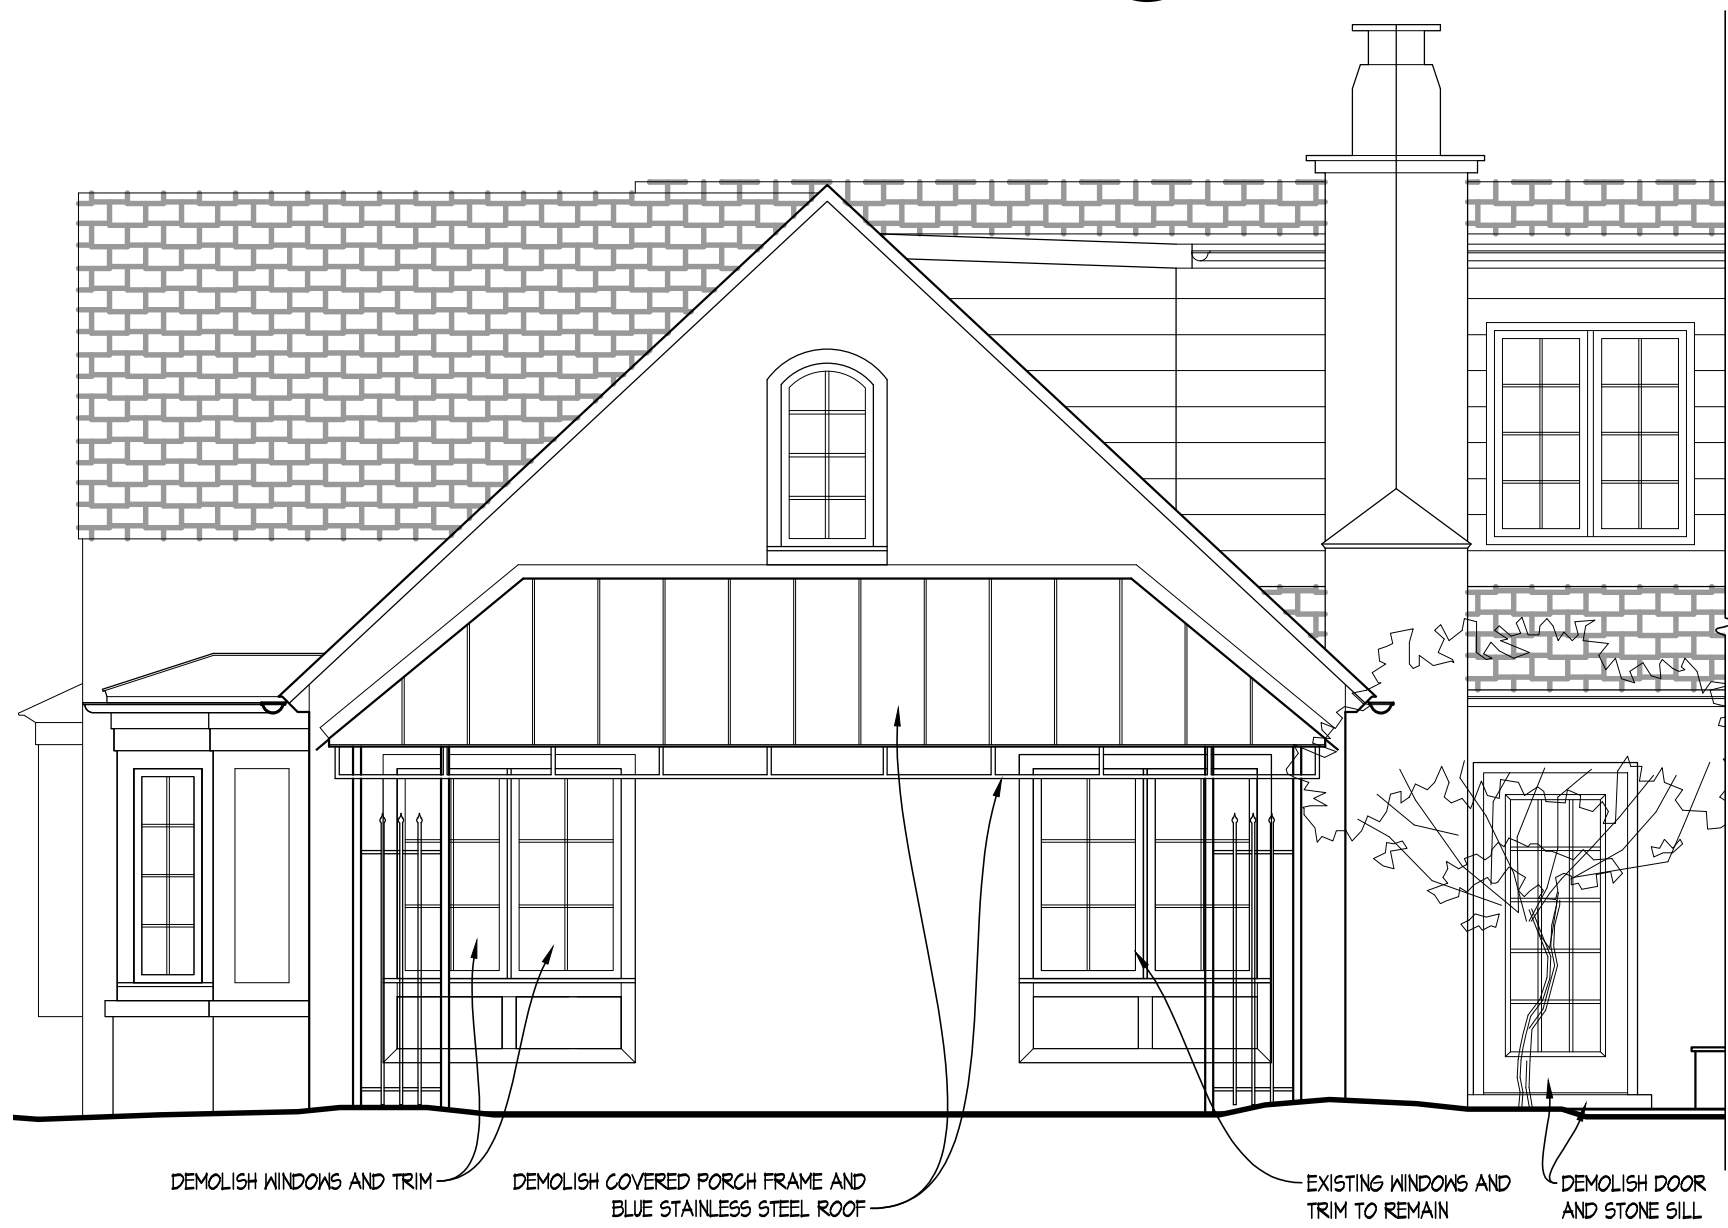 DEMOLISH WINDOWS AND TRIM
DEMOLISH COVERED PORCH FRAME AND
BLUE STAINLESS STEEL ROOF
EXISTING WINDOWS AND
TRIM TO REMAIN
DEMOLISH DOOR
AND STONE SILL